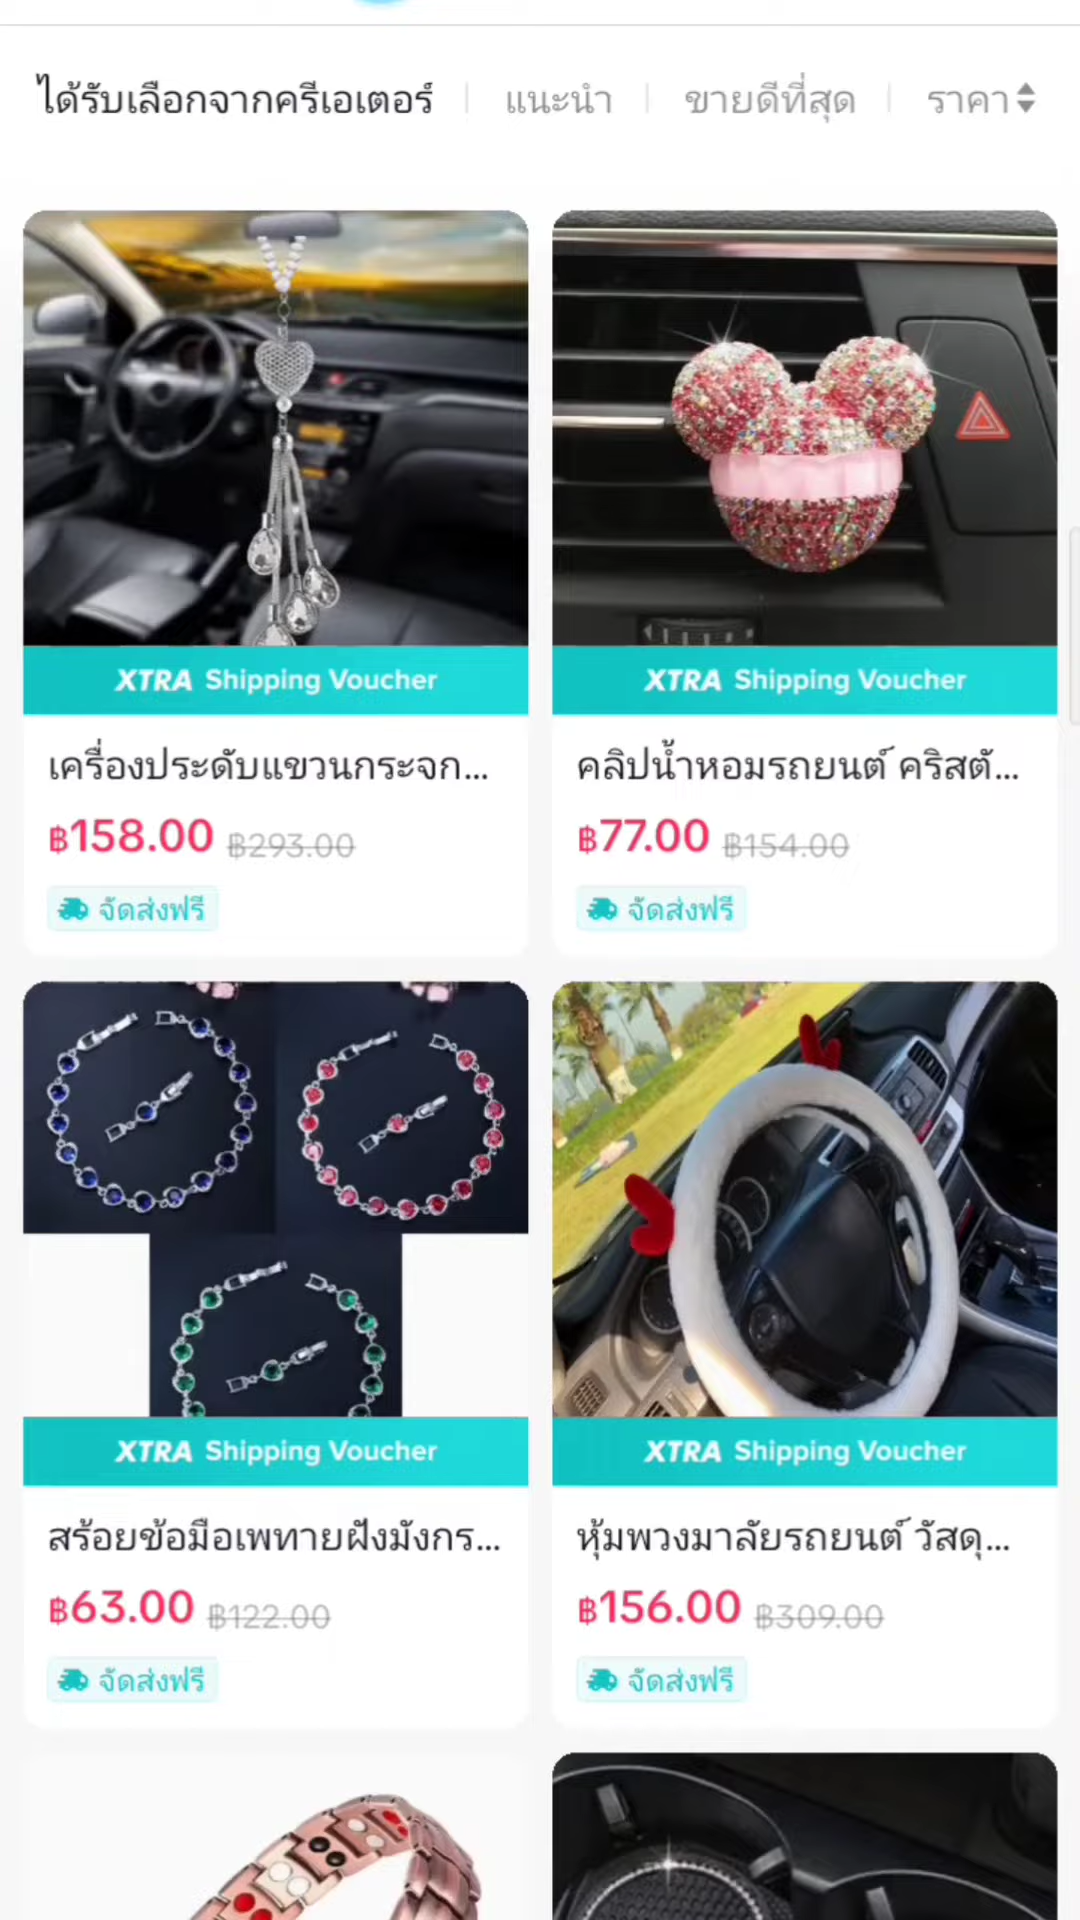 ได้รับเลือกจากครีเอเตอร์ แนะนำ ขายดีที่สุด ราคา
XTRA Shipping Voucher
เครื่องประดับแขวนกระจก...
฿158.00 ฿293.00
จัดส่งฟรี
XTRA Shipping Voucher
คลิปน้ำหอมรถยนต์ คริสตั...
฿77.00 ฿154.00
จัดส่งฟรี
XTRA Shipping Voucher
สร้อยข้อมือเพทายฝังมังกร...
฿63.00 ฿122.00
จัดส่งฟรี
XTRA Shipping Voucher
หุ้มพวงมาลัยรถยนต์ วัสดุ...
฿156.00 ฿309.00
จัดส่งฟรี